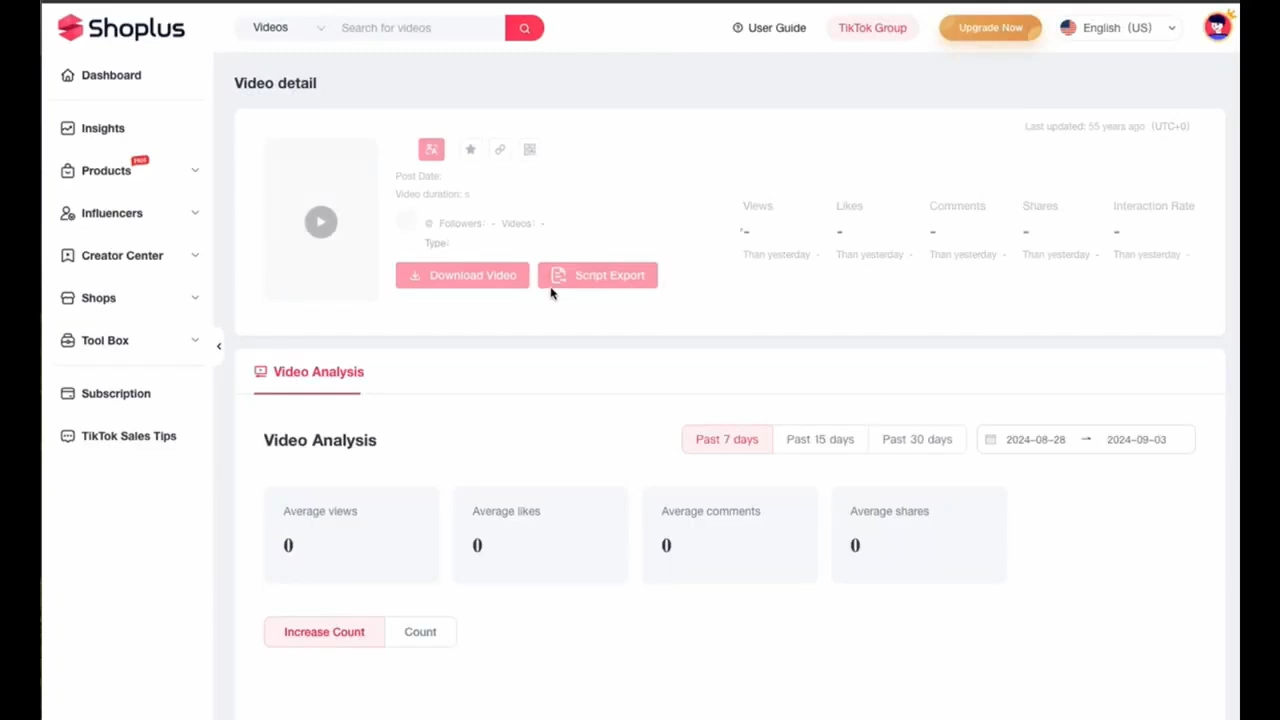 Shoplus
Videos
Search for videos
User Guide
TikTok Group
Upgrade Now
English (US)
Dashboard
Insights
Products
HOT
Influencers
Creator Center
Shops
Tool Box
Subscription
TikTok Sales Tips
Video detail
Last updated: 55 years ago (UTC+0)
Post Date:
Video duration: s
@ Followers: - Videos: -
Type:
Download Video
Script Export
Views Likes Comments Shares Interaction Rate
- - - - -
Than yesterday - Than yesterday - Than yesterday - Than yesterday - Than yesterday -
Video Analysis
Video Analysis
Past 7 days Past 15 days Past 30 days 2024-08-28 → 2024-09-03
Average views Average likes Average comments Average shares
0 0 0 0
Increase Count Count